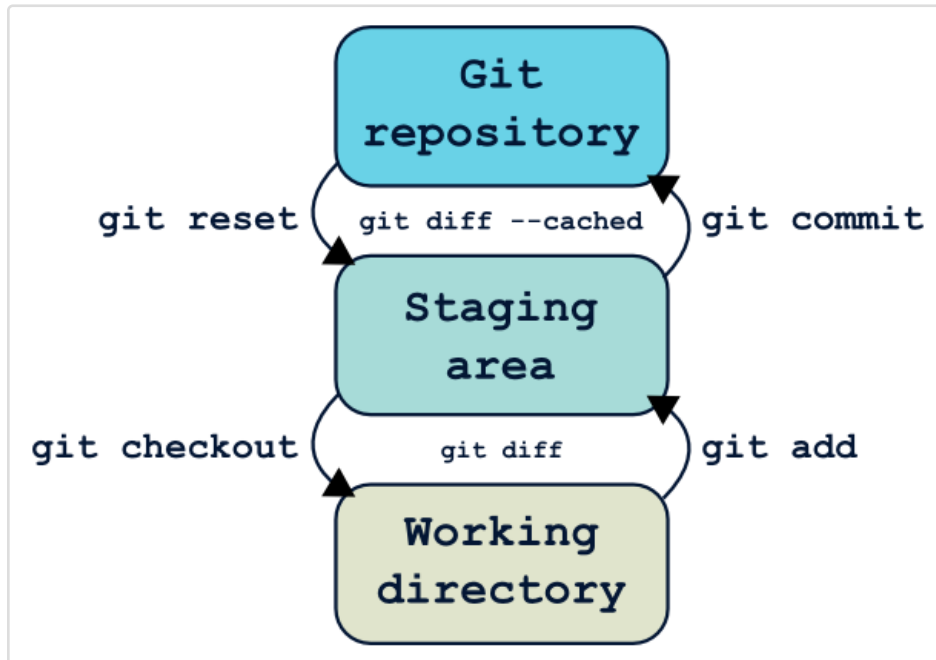 Git
repository
git reset
git diff --cached
git commit
Staging
area
git checkout
git diff
git add
Working
directory